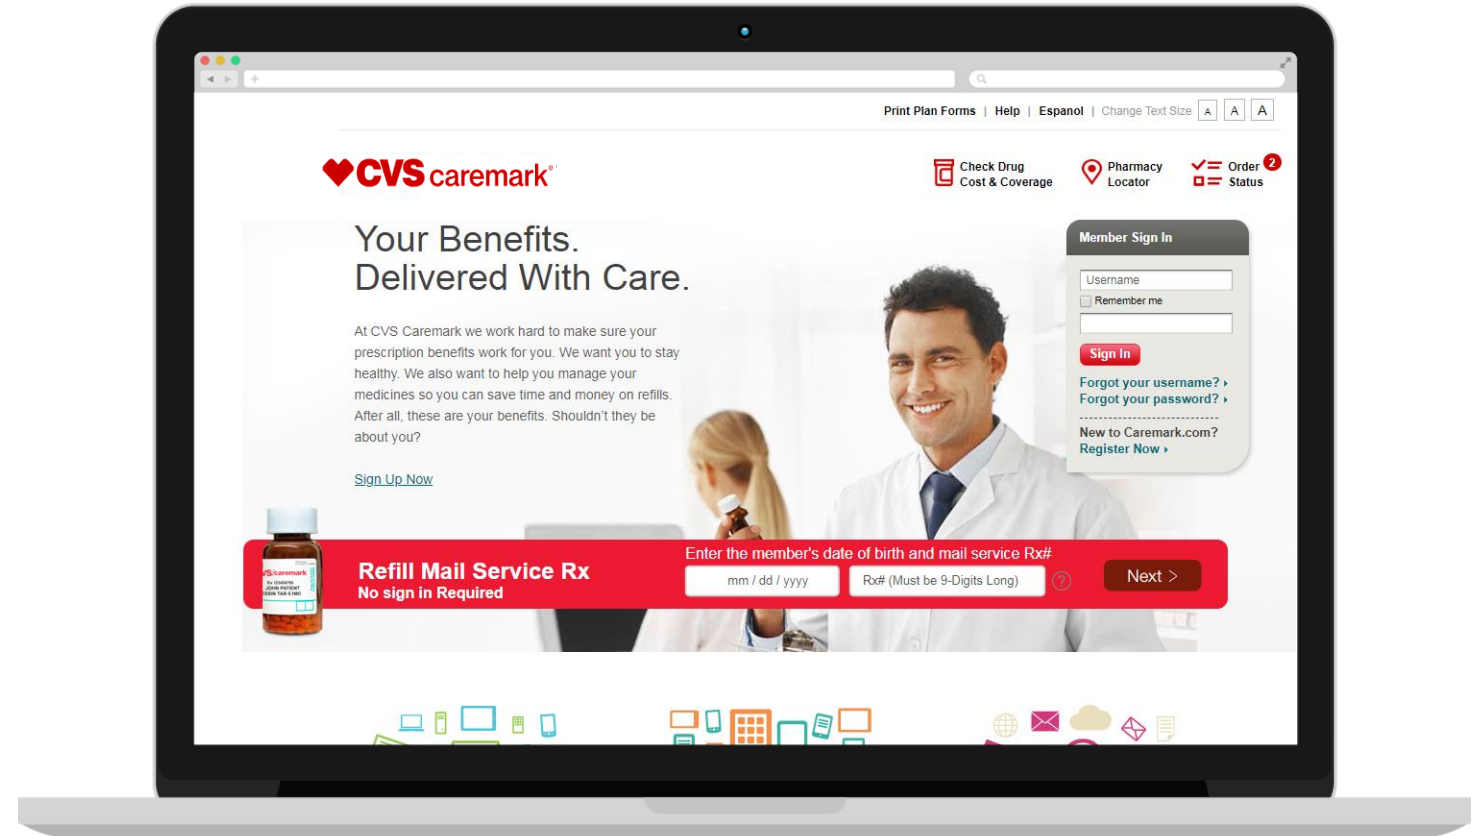 Print Plan Forms | Help | Espanol | Change Text Size A A A
CVS caremark®
Check Drug
Cost & Coverage
Pharmacy
Locator
Order 2
Status
Your Benefits.
Delivered With Care.
At CVS Caremark we work hard to make sure your
prescription benefits work for you. We want you to stay
healthy. We also want to help you manage your
medicines so you can save time and money on refills.
After all, these are your benefits. Shouldn't they be
about you?
Sign Up Now
Member Sign In
Username
Remember me
Sign In
Forgot your username?
Forgot your password?
New to Caremark.com?
Register Now
VS/caremark
Rx 123456789
JOHN PATIENT
Refill Mail Service Rx
No sign in Required
Enter the member's date of birth and mail service Rx#
mm / dd / yyyy
Rx# (Must be 9-Digits Long)
?
Next >